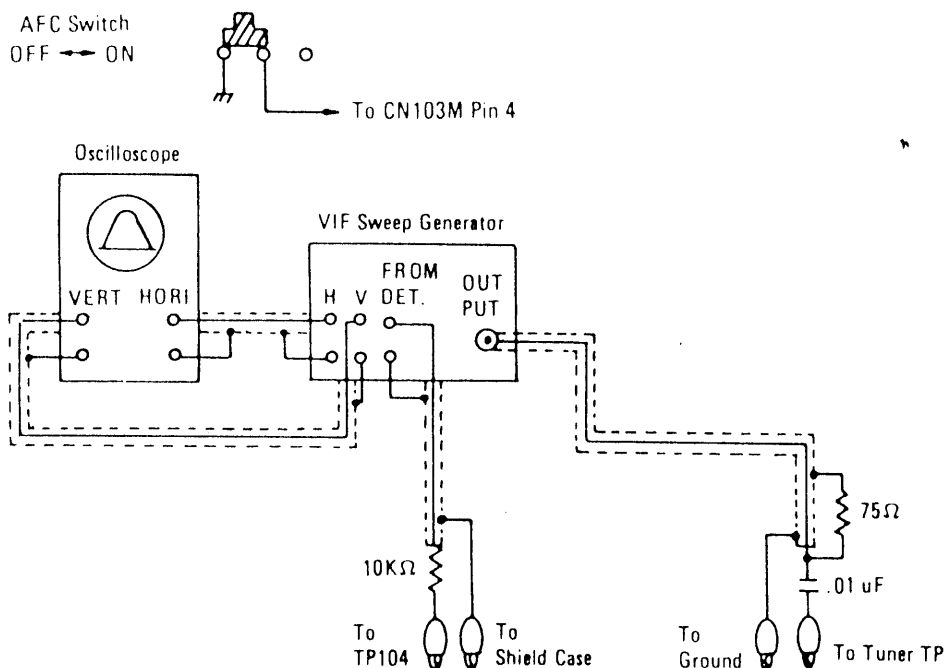 AFC Switch
OFF ↔ ON
To CN103M Pin 4
Oscilloscope
VIF Sweep Generator
VERT HORI
H V FROM DET.
OUT PUT
10KΩ
75Ω
.01 uF
To TP104
To Shield Case
To Ground
To Tuner TP